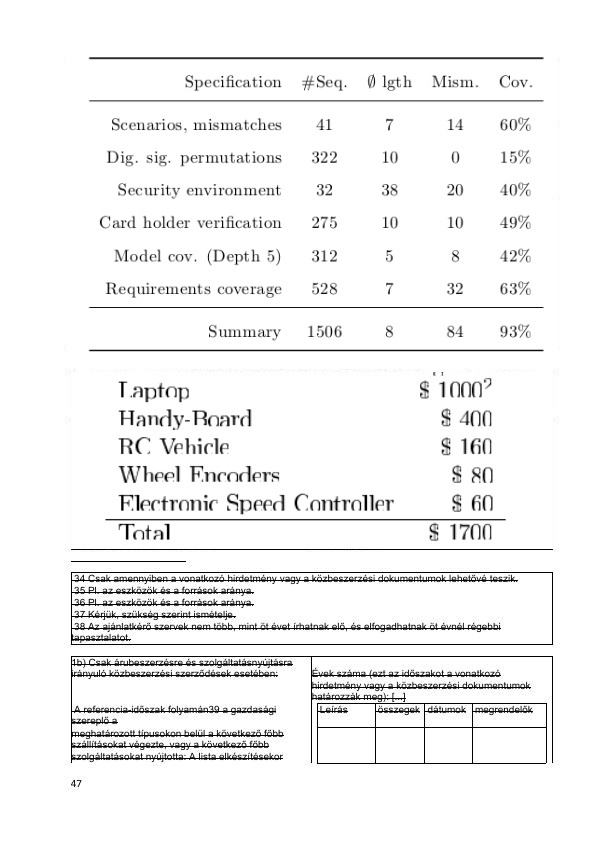 Specification #Seq. ∅ lgth Mism. Cov.
Scenarios, mismatches 41 7 14 60%
Dig. sig. permutations 322 10 0 15%
Security environment 32 38 20 40%
Card holder verification 275 10 10 49%
Model cov. (Depth 5) 312 5 8 42%
Requirements coverage 528 7 32 63%
Summary 1506 8 84 93%
Laptop $ 1000²
Handy-Board $ 400
RC Vehicle $ 160
Wheel Encoders $ 80
Electronic Speed Controller $ 60
Total $ 1700
34 Csak amennyiben a vonatkozó hirdetmény vagy a közbeszerzési dokumentumok lehetővé teszik.
35 Pl. az eszközök és a források aránya.
36 Pl. az eszközök és a források aránya.
37 Kérjük, szükség szerint ismételje.
38 Az ajánlatkérő szervek nem több, mint öt évet írhatnak elő, és elfogadhatnak öt évnél régebbi
tapasztalatot.
1b) Csak árubeszerzésre és szolgáltatásnyújtásra
irányuló közbeszerzési szerződések esetében:
A referencia-időszak folyamán39 a gazdasági
szereplő a
meghatározott típusokon belül a következő főbb
szállításokat végezte, vagy a következő főbb
szolgáltatásokat nyújtotta: A lista elkészítésekor
Évek száma (ezt az időszakot a vonatkozó
hirdetmény vagy a közbeszerzési dokumentumok
határozzák meg): [...]
Leírás összegek dátumok megrendelők
47